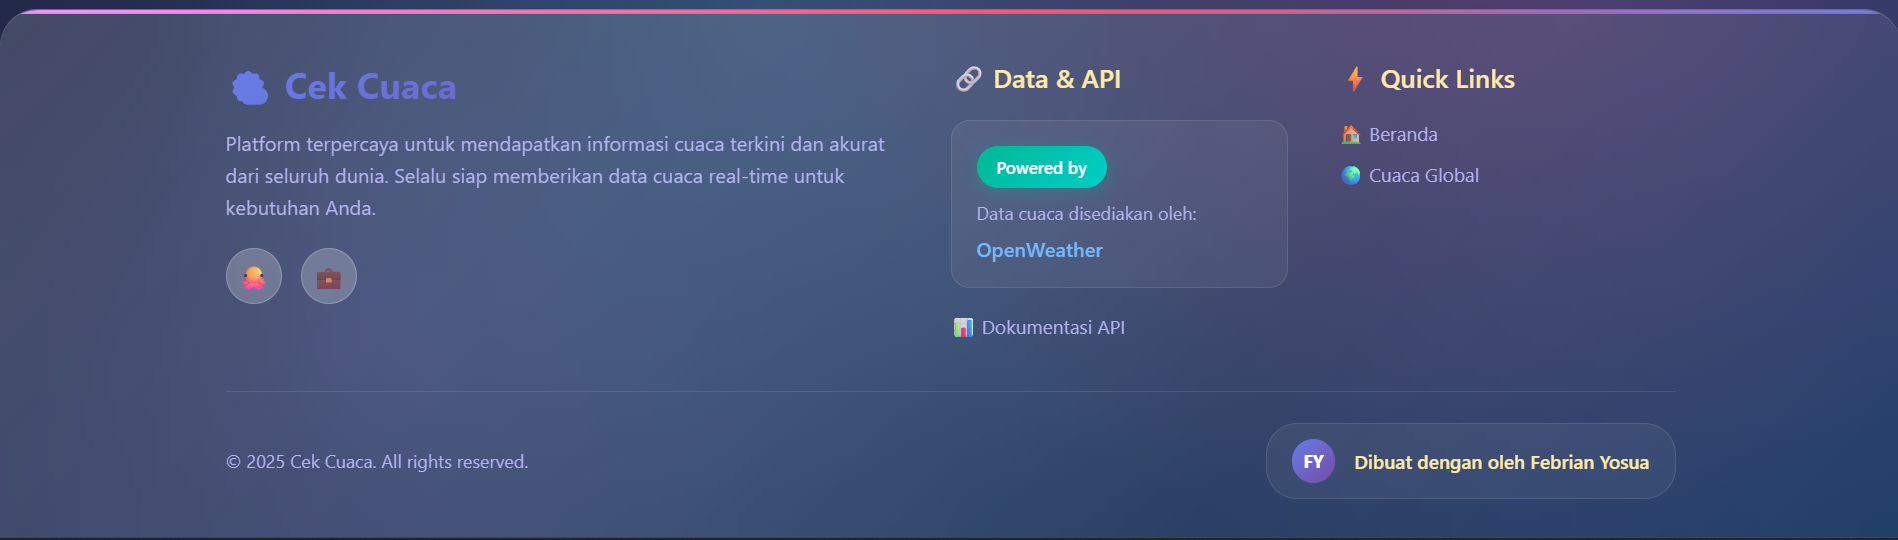 Cek Cuaca
Platform terpercaya untuk mendapatkan informasi cuaca terkini dan akurat
dari seluruh dunia. Selalu siap memberikan data cuaca real-time untuk
kebutuhan Anda.
Data & API
Powered by
Data cuaca disediakan oleh:
OpenWeather
Dokumentasi API
Quick Links
Beranda
Cuaca Global
© 2025 Cek Cuaca. All rights reserved.
FY
Dibuat dengan oleh Febrian Yosua